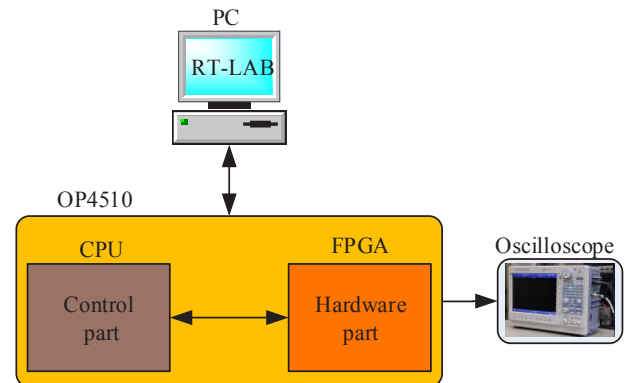 PC
RT-LAB
OP4510
CPU
FPGA
Oscilloscope
Control
part
Hardware
part